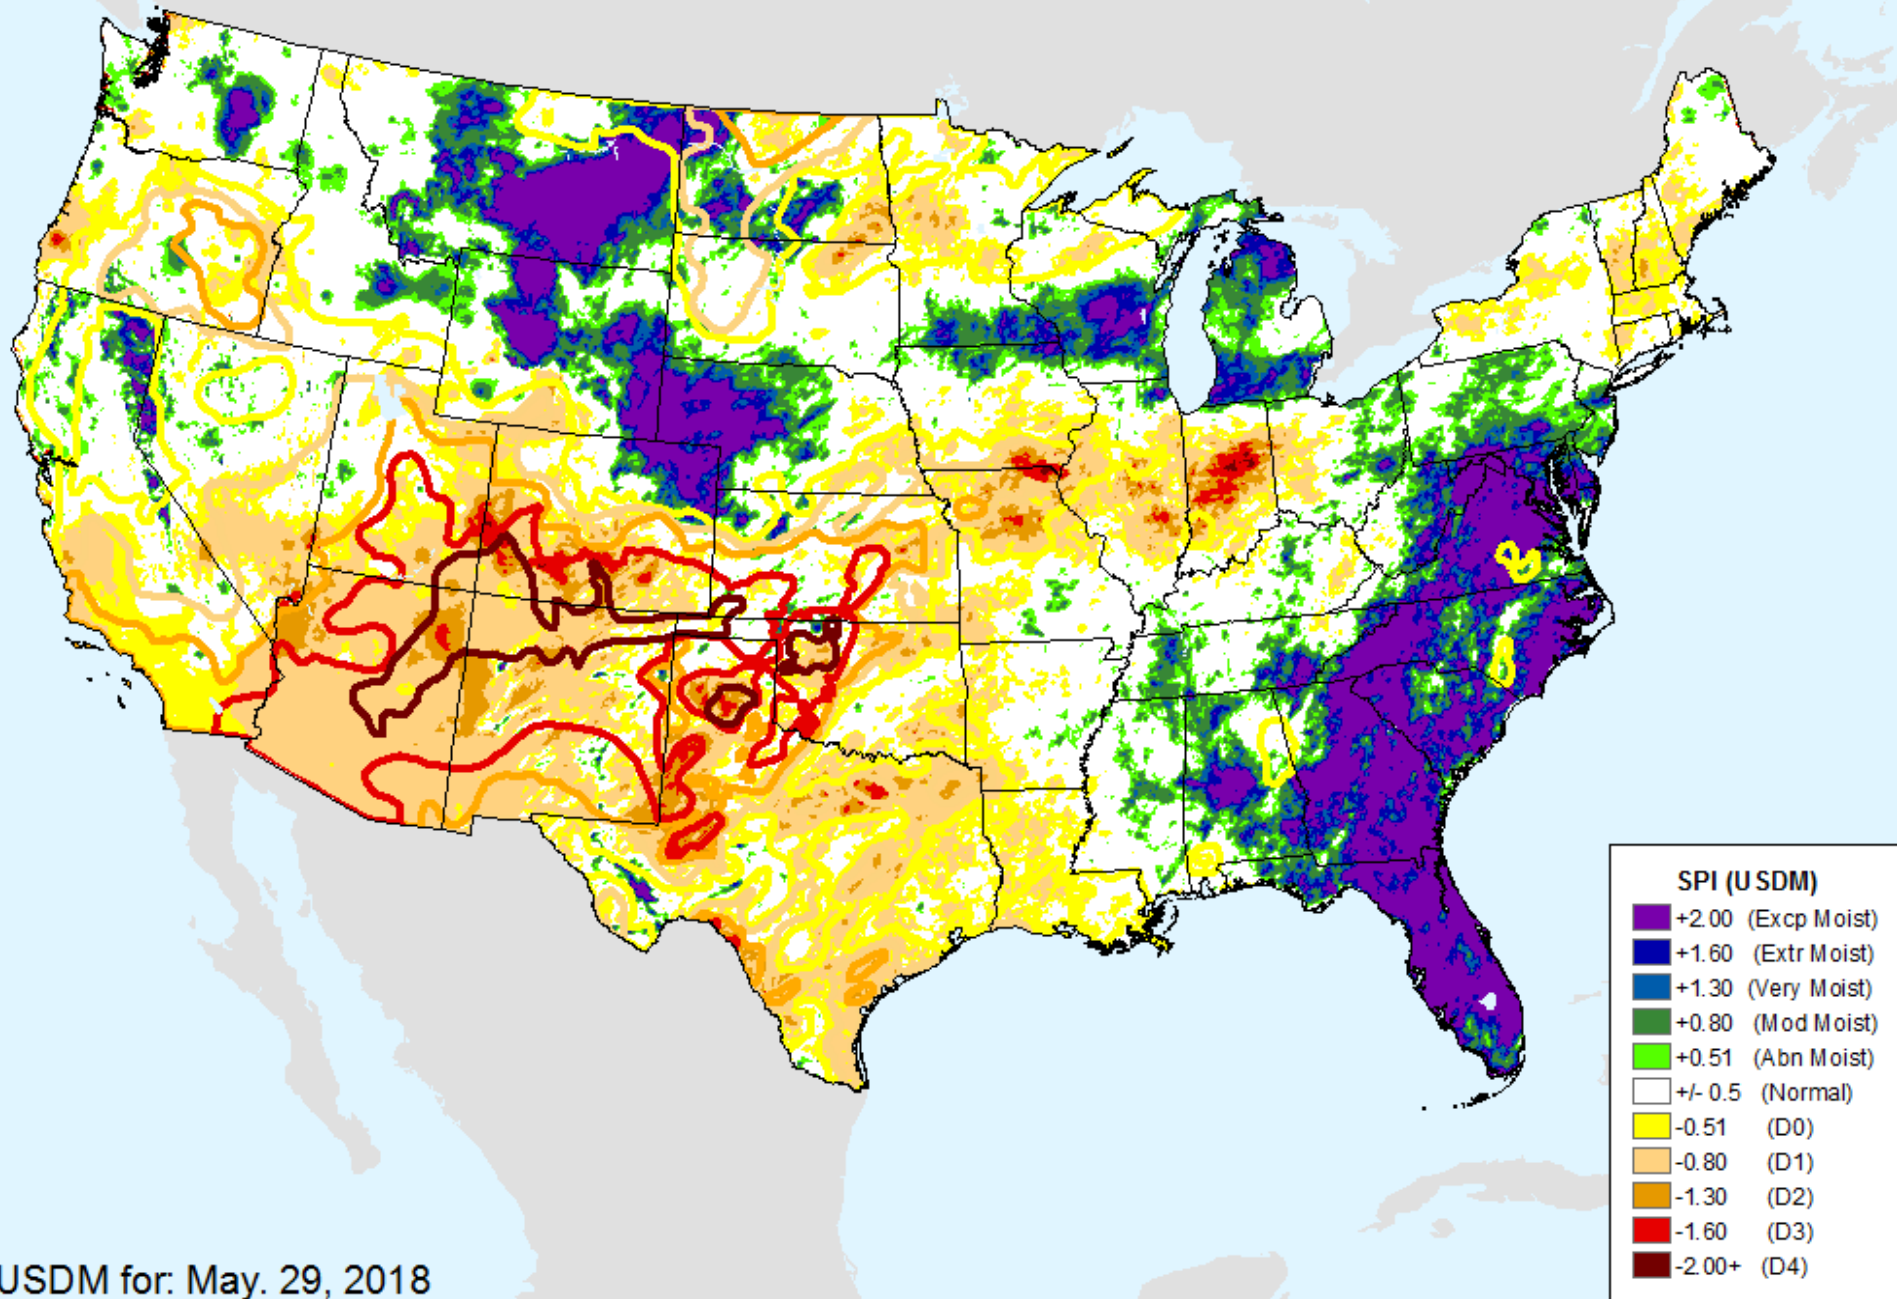 SPI (USDM)
+2.00 (Excp Moist)
+1.60 (Extr Moist)
+1.30 (Very Moist)
+0.80 (Mod Moist)
+0.51 (Abn Moist)
+/- 0.5 (Normal)
-0.51 (D0)
-0.80 (D1)
-1.30 (D2)
-1.60 (D3)
-2.00+ (D4)
USDM for: May. 29, 2018